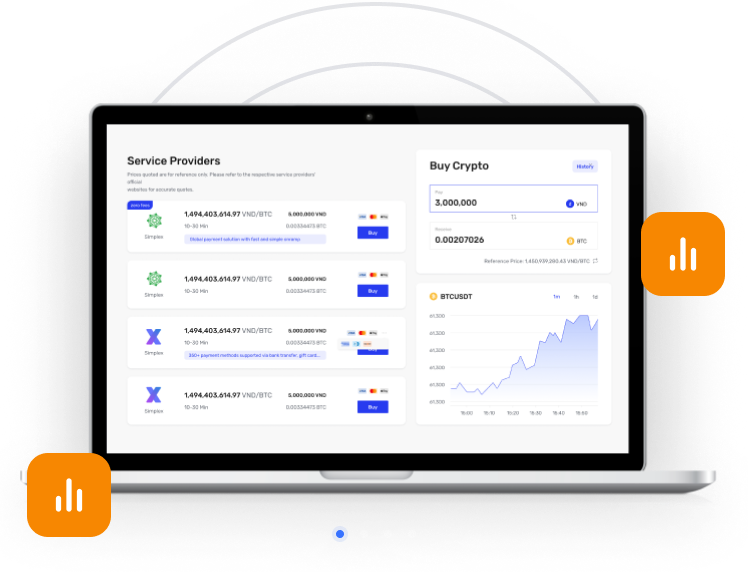 Service Providers
Prices quoted are for reference only. Please refer to the respective service providers'
official
websites for accurate quotes.
Zero fees
Simplex
1,494,403,614.97 VND/BTC
10-30 Min
Global payment solution with fast and simple onramp
5,000,000 VND
0.00334473 BTC
Buy
Simplex
1,494,403,614.97 VND/BTC
10-30 Min
5,000,000 VND
0.00334473 BTC
Buy
Simplex
1,494,403,614.97 VND/BTC
10-30 Min
350+ payment methods supported via bank transfer, gift card...
5,000,000 VND
0.00334473 BTC
Simplex
1,494,403,614.97 VND/BTC
10-30 Min
5,000,000 VND
0.00334473 BTC
Buy
Buy Crypto
History
Pay
3,000,000
VND
Receive
0.00207026
BTC
Reference Price: 1,450,939,280.43 VND/BTC
BTCUSDT
1m
1h
1d
61,300
61,300
61,300
61,300
61,300
61,300
15:00
15:10
15:20
15:30
15:40
15:50